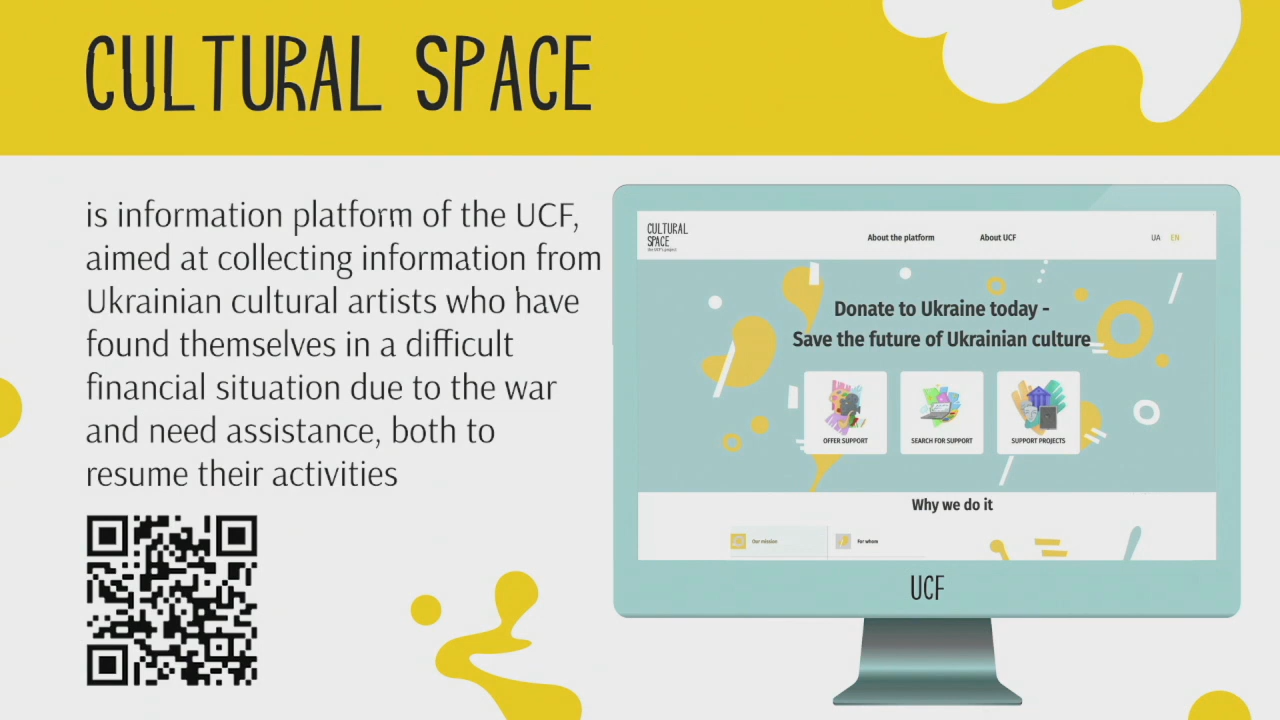 CULTURAL SPACE
is information platform of the UCF,
aimed at collecting information from
Ukrainian cultural artists who have
found themselves in a difficult
financial situation due to the war
and need assistance, both to
resume their activities
CULTURAL
SPACE
the UCF's project
About the platform
About UCF
UA EN
Donate to Ukraine today -
Save the future of Ukrainian culture
OFFER SUPPORT
SEARCH FOR SUPPORT
SUPPORT PROJECTS
Why we do it
Our mission
For whom
UCF